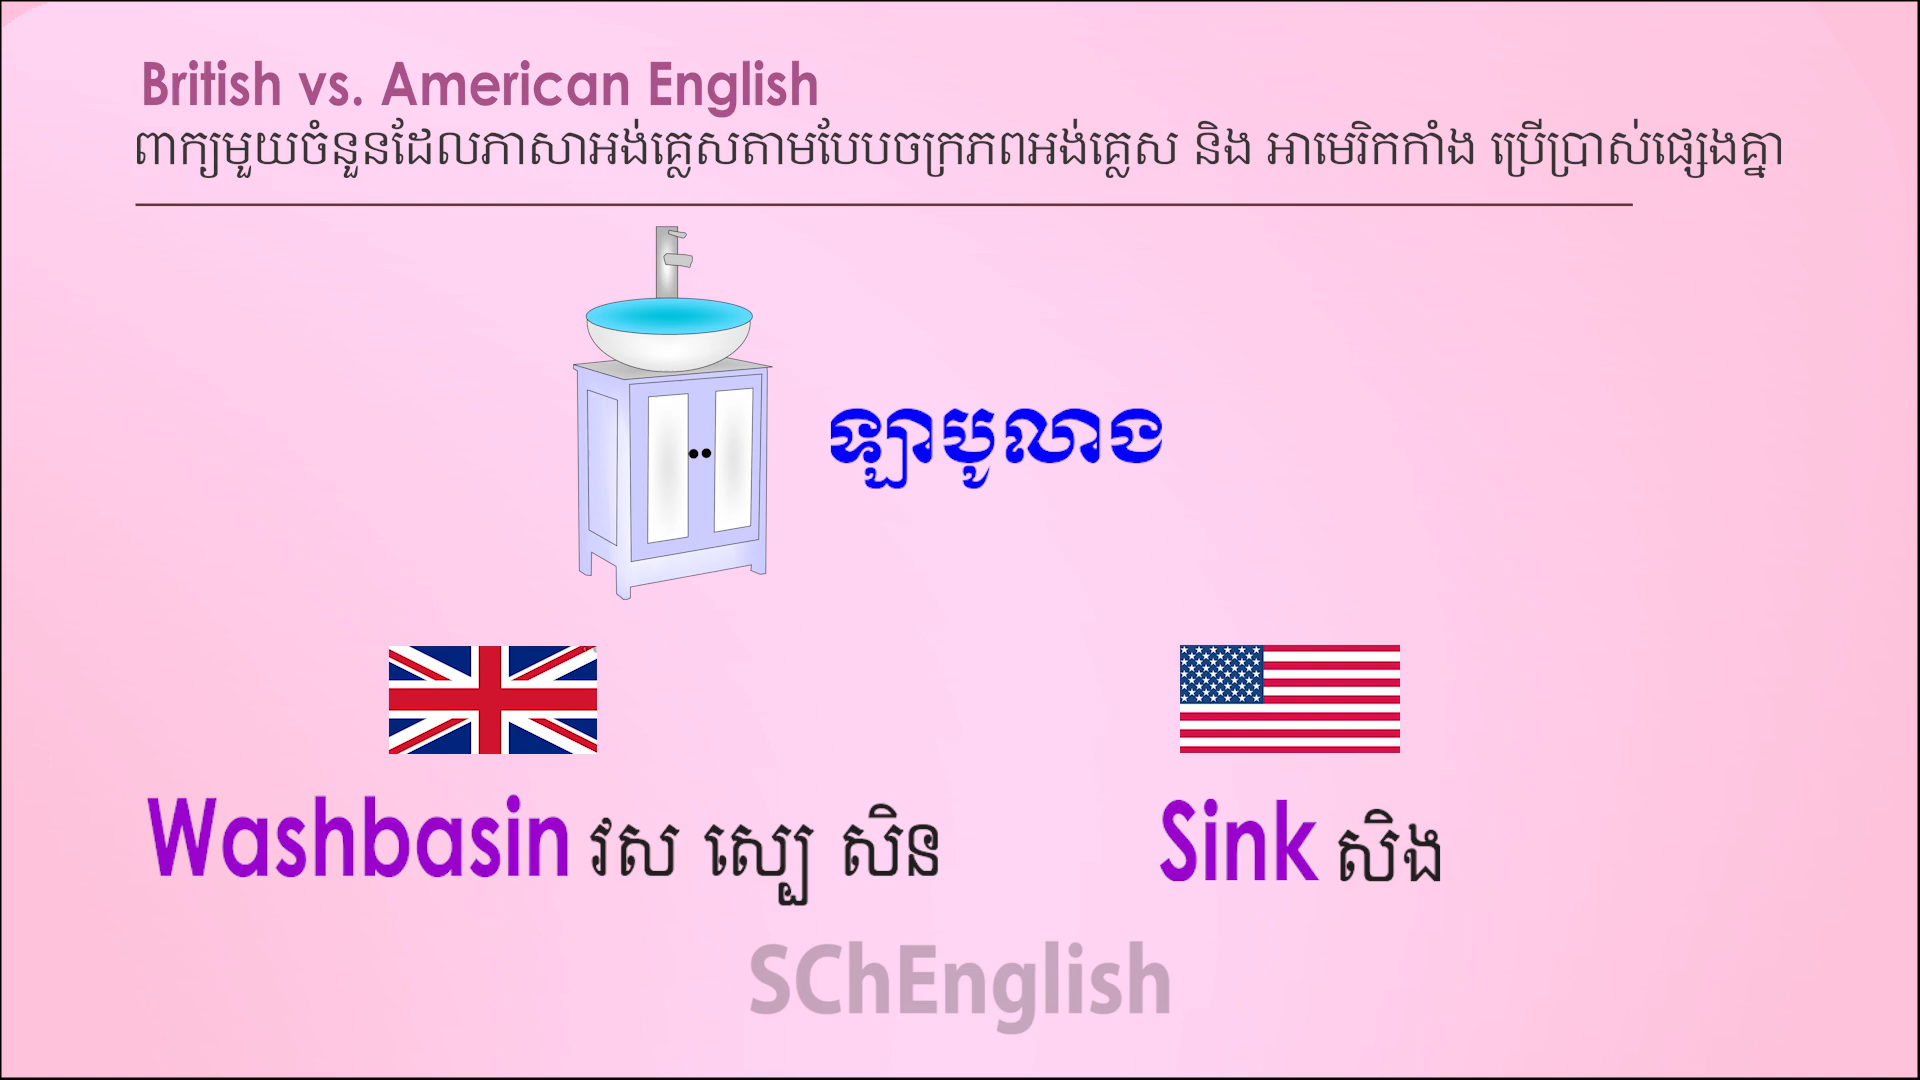 British vs. American English
ពាក្យមួយចំនួនដែលភាសាអង់គ្លេសតាមបែបចក្រភពអង់គ្លេស និង អាមេរិកកាំង ប្រើប្រាស់ផ្សេងគ្នា
ឡាបូលាង
Washbasin វស ស្បេ សិន
Sink សិង
SChEnglish